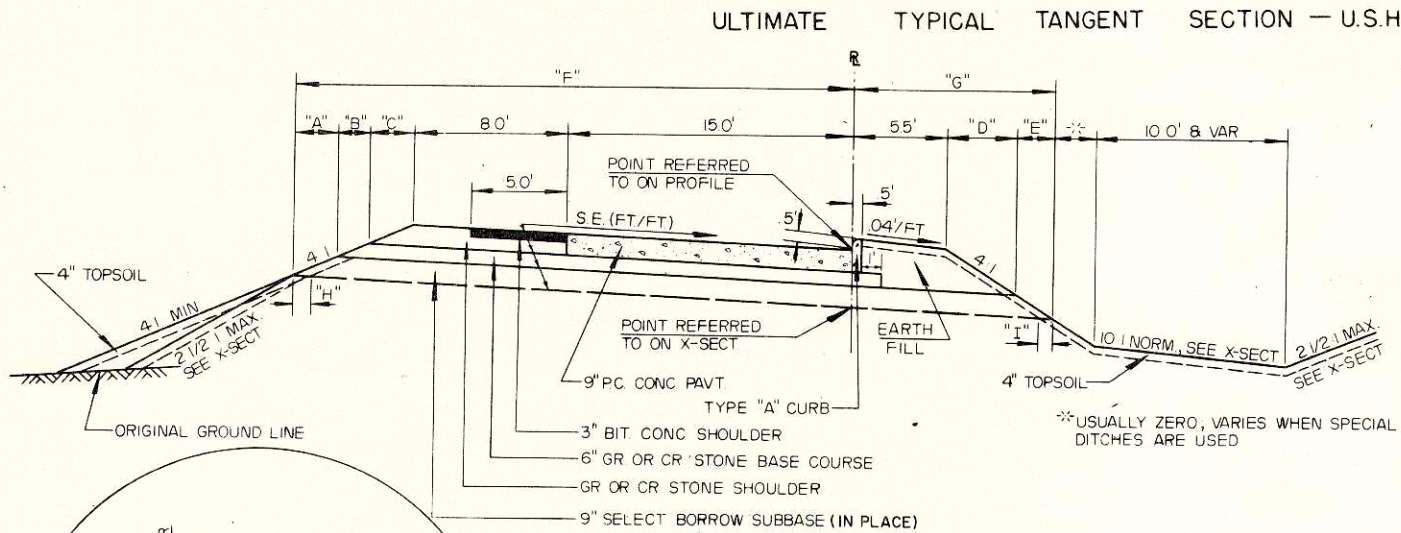 ULTIMATE TYPICAL TANGENT SECTION — U.S.H
R
"F"
"G"
"A" "B" "C" 8.0' 15.0' 5.5' "D" "E" -※- 10.0' & VAR
POINT REFERRED
TO ON PROFILE
5.0'
.5'
.5'
S.E. (FT/FT)
.04'/FT
1'
4:1
4:1
4" TOPSOIL
"H"
4:1 MIN
2 1/2:1 MAX
SEE X-SECT
POINT REFERRED
TO ON X-SECT
EARTH
FILL
"I"
10:1 NORM, SEE X-SECT
2 1/2:1 MAX.
SEE X-SECT
4" TOPSOIL
9" P.C. CONC PAVT.
TYPE "A" CURB
-※- USUALLY ZERO, VARIES WHEN SPECIAL
DITCHES ARE USED
ORIGINAL GROUND LINE
3" BIT. CONC SHOULDER
6" GR OR CR STONE BASE COURSE
GR OR CR STONE SHOULDER
9" SELECT BORROW SUBBASE (IN PLACE)